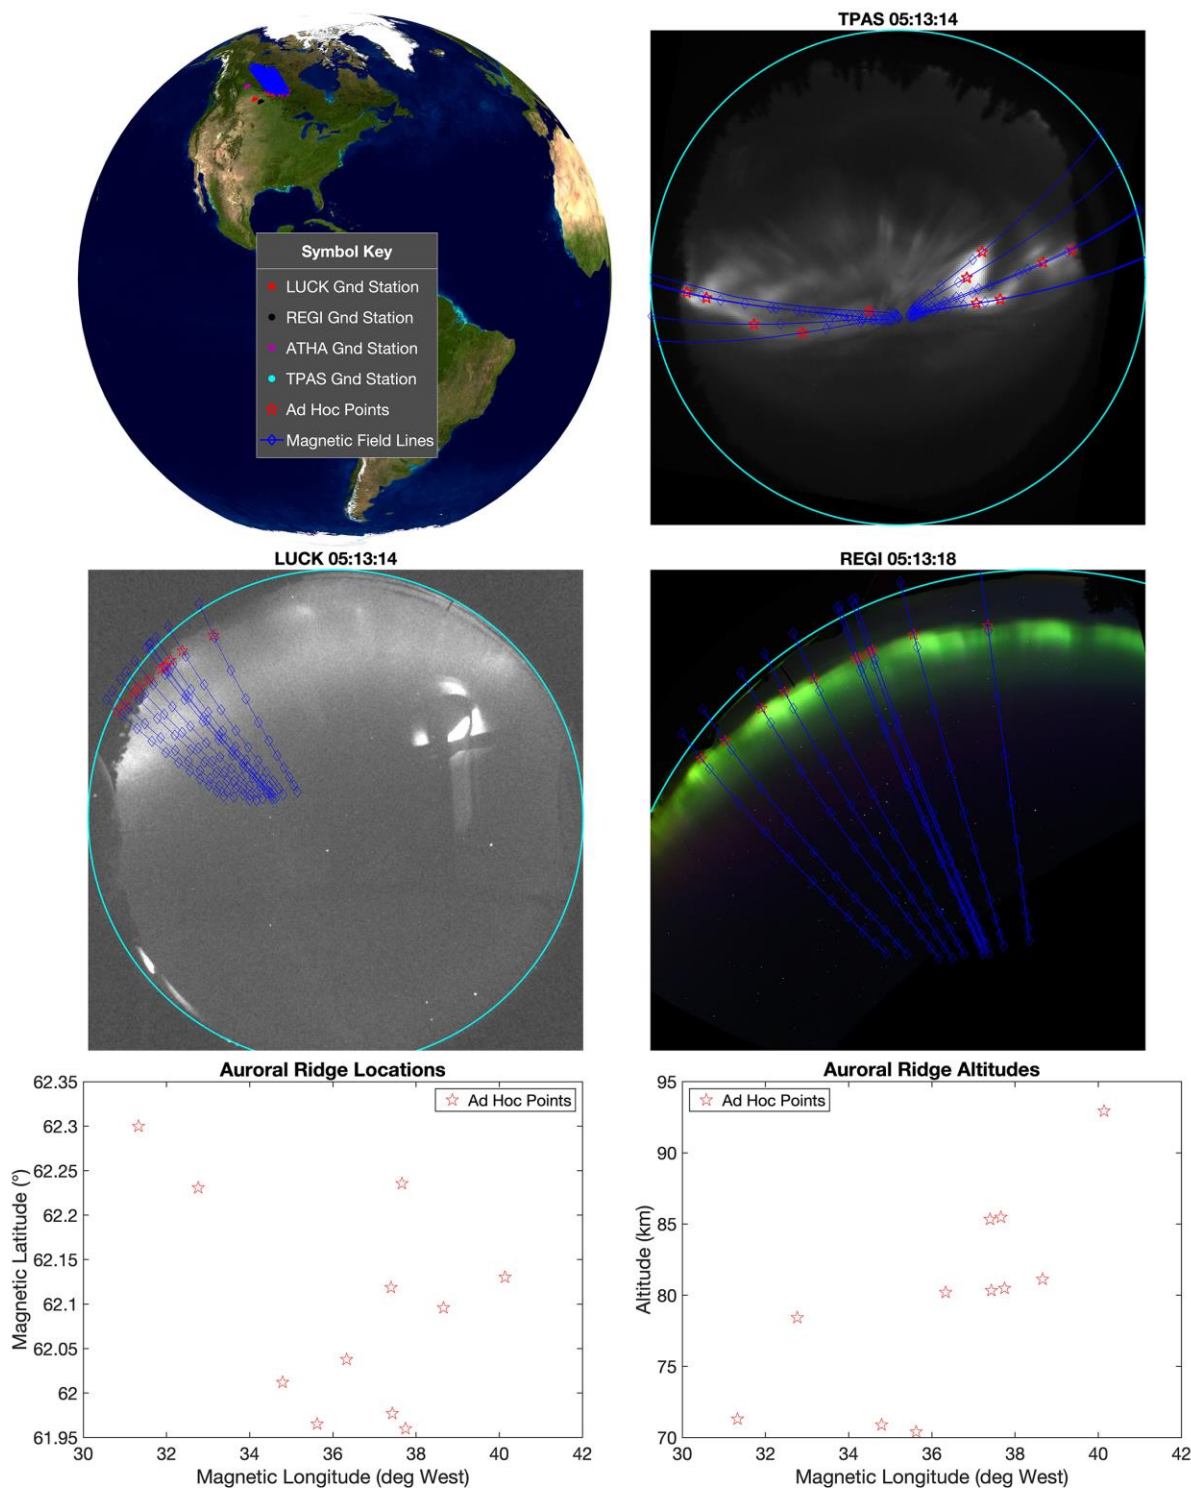 TPAS 05:13:14
Symbol Key
LUCK Gnd Station
REGI Gnd Station
ATHA Gnd Station
TPAS Gnd Station
Ad Hoc Points
Magnetic Field Lines
LUCK 05:13:14
REGI 05:13:18
Auroral Ridge Locations
Ad Hoc Points
62.35
62.3
62.25
62.2
62.15
62.1
62.05
62
61.95
Magnetic Latitude (°)
30 32 34 36 38 40 42
Magnetic Longitude (deg West)
Auroral Ridge Altitudes
Ad Hoc Points
95
90
85
80
75
70
Altitude (km)
30 32 34 36 38 40 42
Magnetic Longitude (deg West)